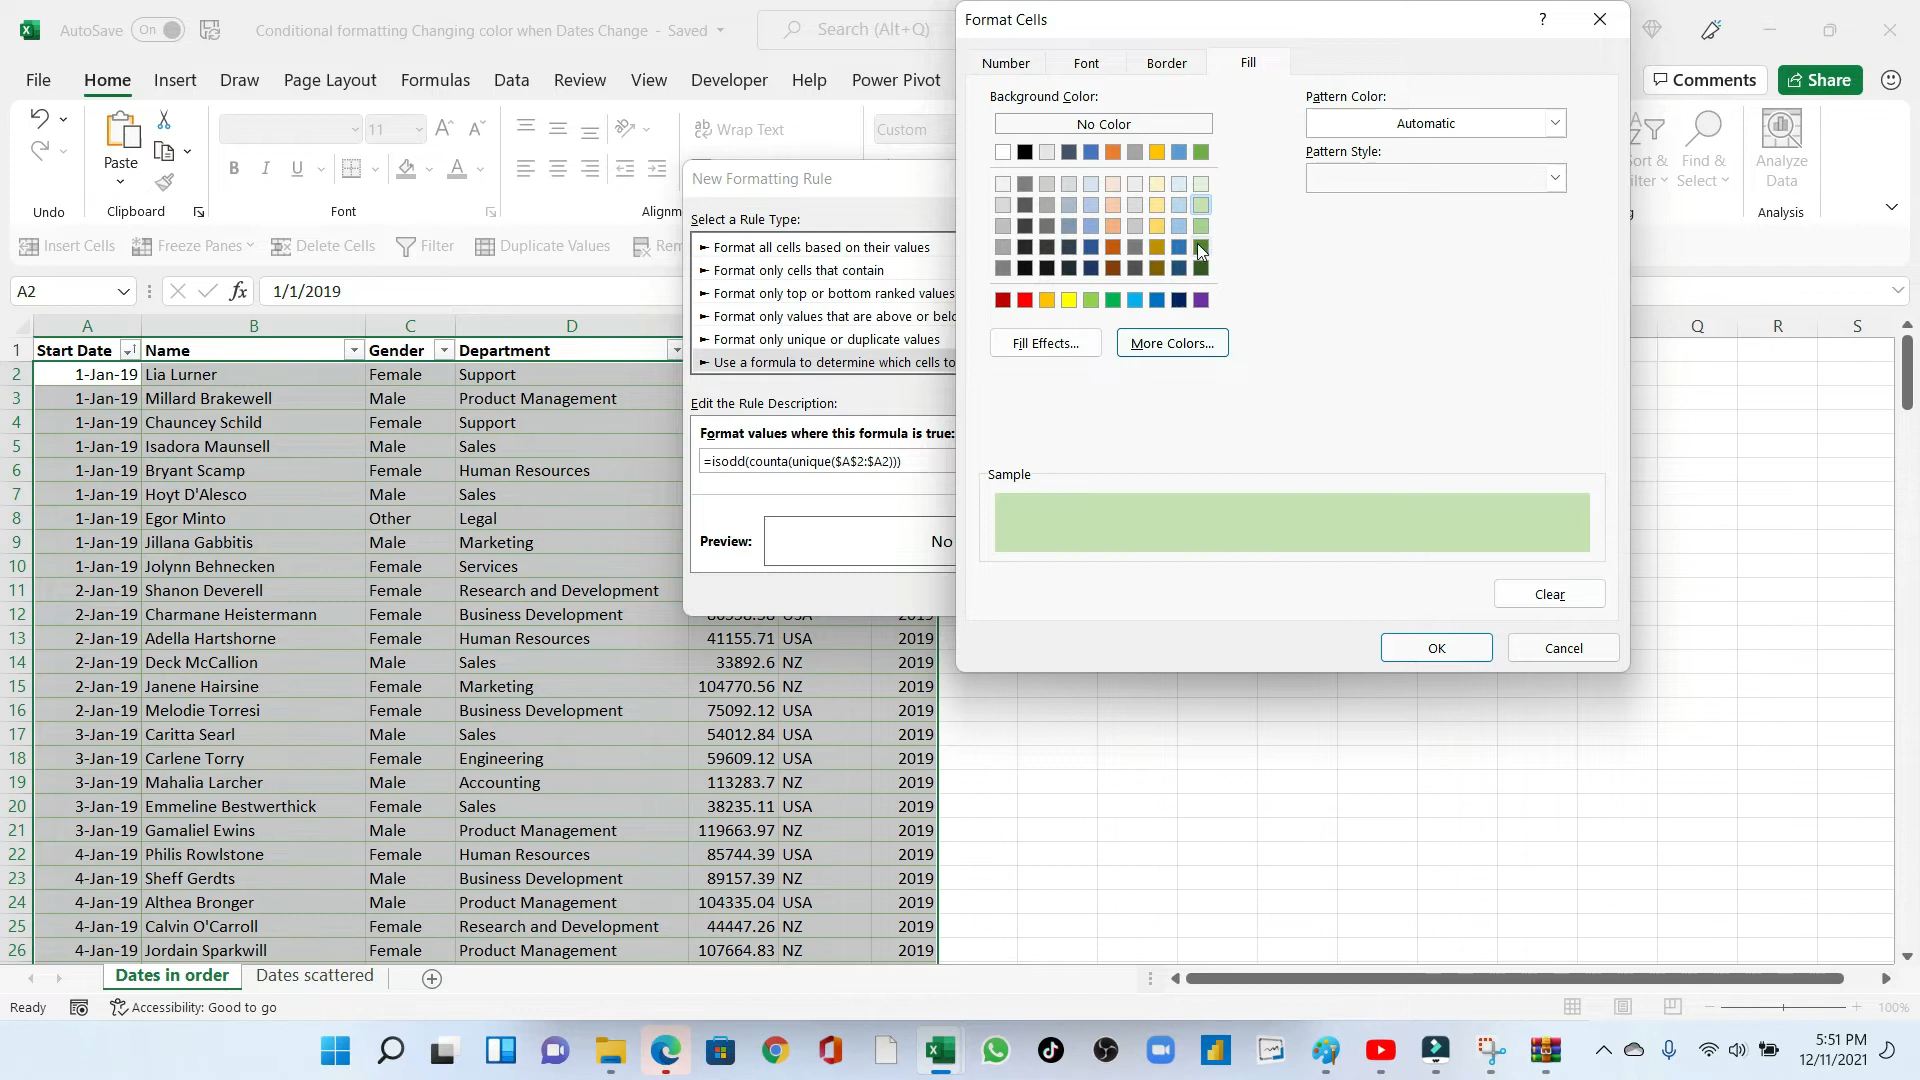 AutoSave On Conditional formatting Changing color when Dates Change - Saved Search (Alt+Q)
File Home Insert Draw Page Layout Formulas Data Review View Developer Help Power Pivot Comments Share
Undo
Paste
Clipboard
11
Font
Wrap Text
Alignm
Custom
Sort & Filter
Find & Select
Analyze Data
Analysis
Insert Cells Freeze Panes Delete Cells Filter Duplicate Values Rem
A2 fx 1/1/2019
A B C D Q R S
1 Start Date Name Gender Department
2 1-Jan-19 Lia Lurner Female Support
3 1-Jan-19 Millard Brakewell Male Product Management
4 1-Jan-19 Chauncey Schild Female Support
5 1-Jan-19 Isadora Maunsell Male Sales
6 1-Jan-19 Bryant Scamp Female Human Resources
7 1-Jan-19 Hoyt D'Alesco Male Sales
8 1-Jan-19 Egor Minto Other Legal
9 1-Jan-19 Jillana Gabbitis Male Marketing
10 1-Jan-19 Jolynn Behnecken Female Services
11 2-Jan-19 Shanon Deverell Female Research and Development
12 2-Jan-19 Charmane Heistermann Female Business Development USA 2019
13 2-Jan-19 Adella Hartshorne Female Human Resources 41155.71 USA 2019
14 2-Jan-19 Deck McCallion Male Sales 33892.6 NZ 2019
15 2-Jan-19 Janene Hairsine Female Marketing 104770.56 NZ 2019
16 2-Jan-19 Melodie Torresi Female Business Development 75092.12 USA 2019
17 3-Jan-19 Caritta Searl Male Sales 54012.84 USA 2019
18 3-Jan-19 Carlene Torry Female Engineering 59609.12 USA 2019
19 3-Jan-19 Mahalia Larcher Male Accounting 113283.7 NZ 2019
20 3-Jan-19 Emmeline Bestwerthick Female Sales 38235.11 USA 2019
21 3-Jan-19 Gamaliel Ewins Male Product Management 119663.97 NZ 2019
22 4-Jan-19 Philis Rowlstone Female Human Resources 85744.39 USA 2019
23 4-Jan-19 Sheff Gerdts Male Business Development 89157.39 NZ 2019
24 4-Jan-19 Althea Bronger Male Product Management 104335.04 USA 2019
25 4-Jan-19 Calvin O'Carroll Female Research and Development 44447.26 NZ 2019
26 4-Jan-19 Jordain Sparkwill Female Product Management 107664.83 NZ 2019
New Formatting Rule
Select a Rule Type:
► Format all cells based on their values
► Format only cells that contain
► Format only top or bottom ranked values
► Format only values that are above or belo
► Format only unique or duplicate values
► Use a formula to determine which cells to
Edit the Rule Description:
Format values where this formula is true:
=isodd(counta(unique($A$2:$A2)))
Preview: No
Format Cells ?
Number Font Border Fill
Background Color:
No Color
Pattern Color:
Automatic
Pattern Style:
Fill Effects... More Colors...
Sample
Clear
OK Cancel
Dates in order Dates scattered
Ready Accessibility: Good to go 100%
5:51 PM
12/11/2021